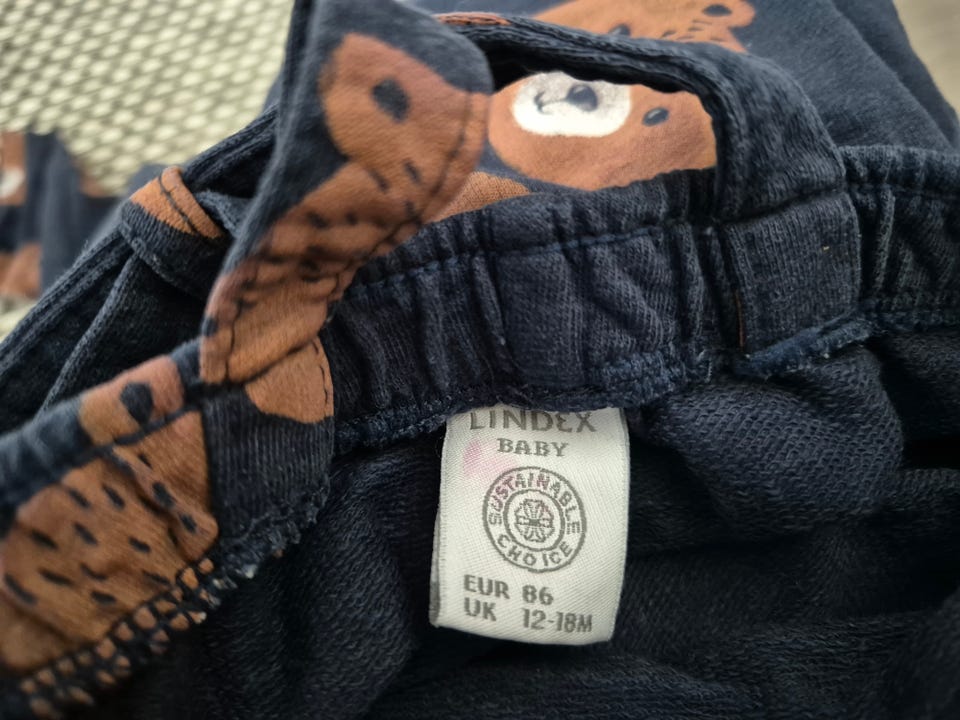 LINDEX
BABY
SUSTAINABLE
CHOICE
EUR 86
UK 12-18M